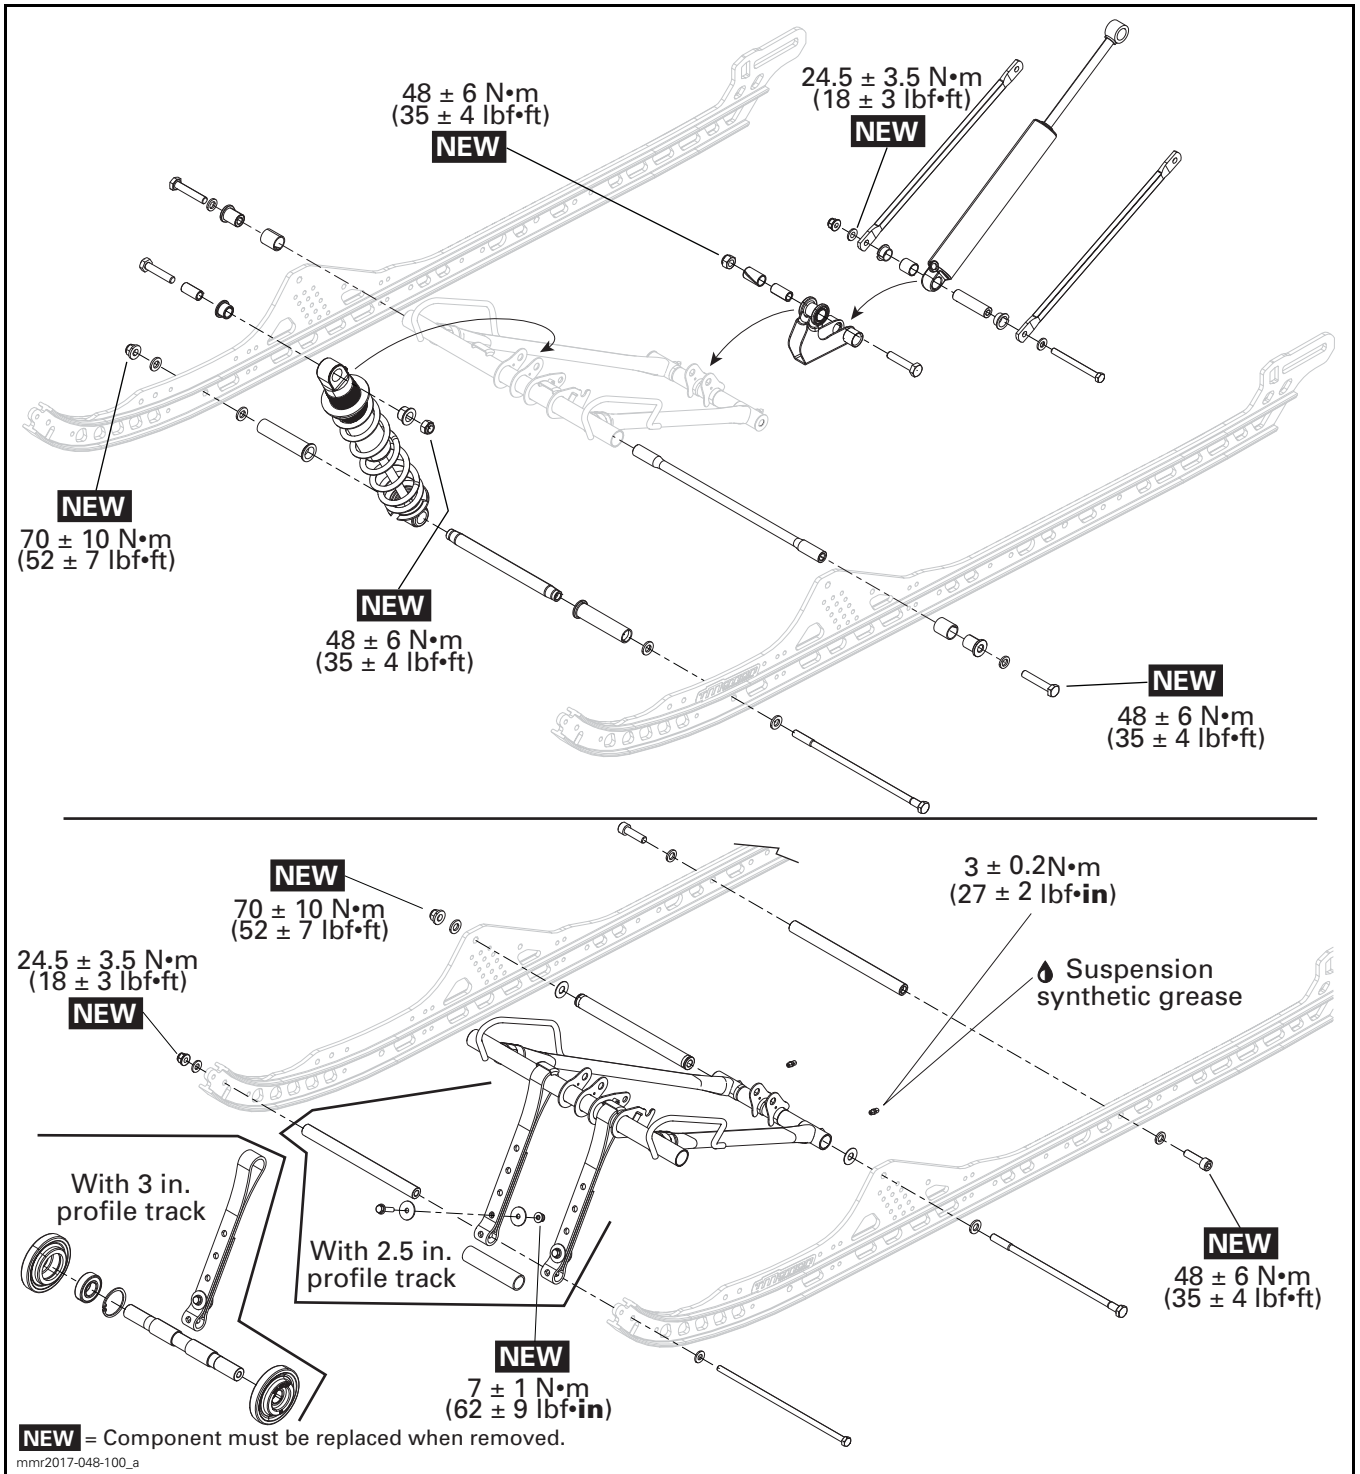 48 ± 6 N•m
(35 ± 4 lbf•ft)
NEW
24.5 ± 3.5 N•m
(18 ± 3 lbf•ft)
NEW
NEW
70 ± 10 N•m
(52 ± 7 lbf•ft)
NEW
48 ± 6 N•m
(35 ± 4 lbf•ft)
NEW
48 ± 6 N•m
(35 ± 4 lbf•ft)
NEW
70 ± 10 N•m
(52 ± 7 lbf•ft)
3 ± 0.2N•m
(27 ± 2 lbf•in)
24.5 ± 3.5 N•m
(18 ± 3 lbf•ft)
NEW
Suspension
synthetic grease
With 3 in.
profile track
With 2.5 in.
profile track
NEW
48 ± 6 N•m
(35 ± 4 lbf•ft)
NEW
7 ± 1 N•m
(62 ± 9 lbf•in)
NEW = Component must be replaced when removed.
mmr2017-048-100_a